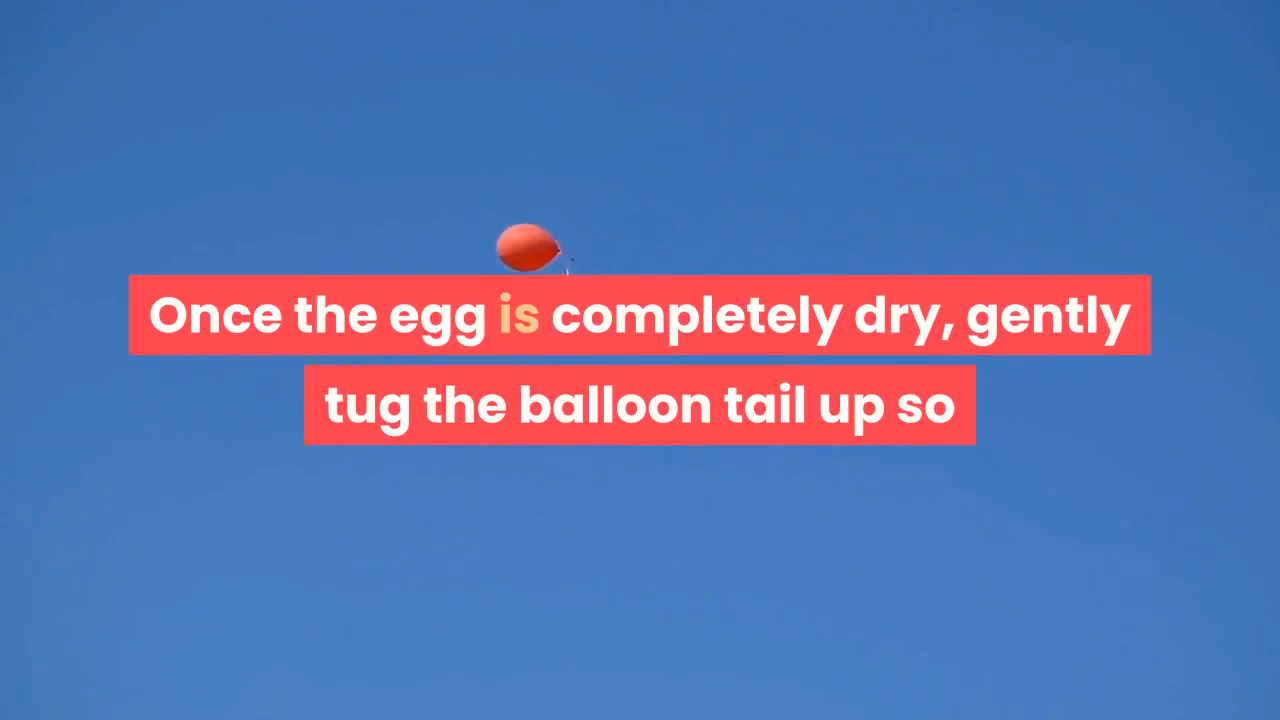 Once the egg is completely dry, gently
tug the balloon tail up so